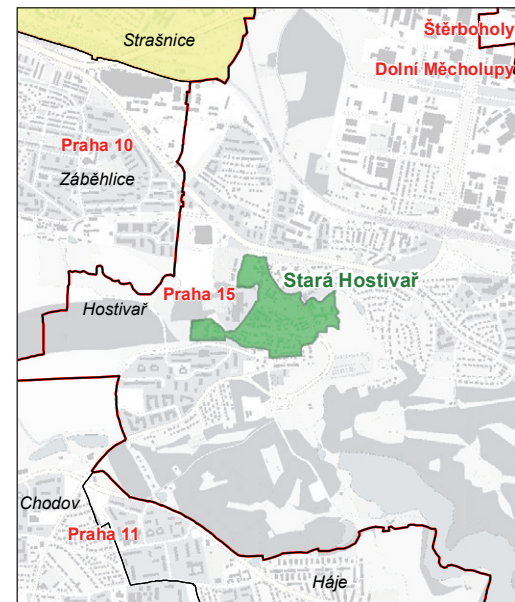 Štěrboholy
Strašnice
Dolní Měcholupy
Praha 10
Záběhlice
Stará Hostivař
Praha 15
Hostivař
Chodov
Praha 11
Háje